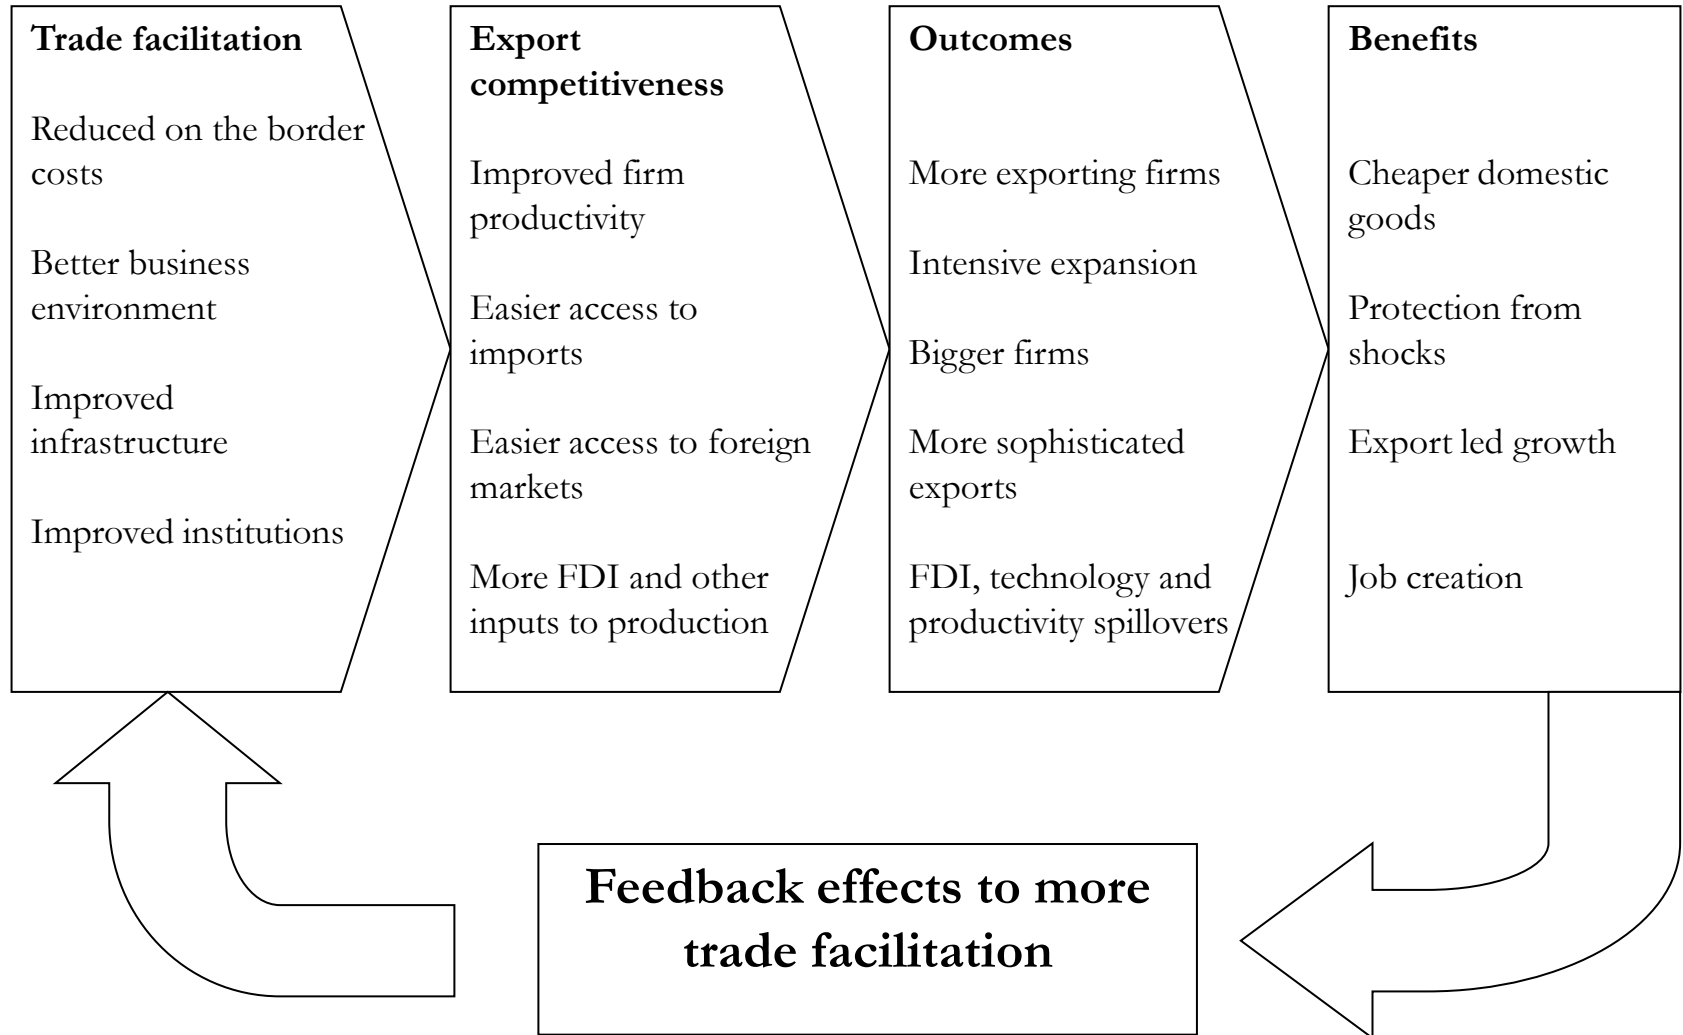 Trade facilitation
Reduced on the border
costs
Better business
environment
Improved
infrastructure
Improved institutions
Export
competitiveness
Improved firm
productivity
Easier access to
imports
Easier access to foreign
markets
More FDI and other
inputs to production
Outcomes
More exporting firms
Intensive expansion
Bigger firms
More sophisticated
exports
FDI, technology and
productivity spillovers
Benefits
Cheaper domestic
goods
Protection from
shocks
Export led growth
Job creation
Feedback effects to more
trade facilitation